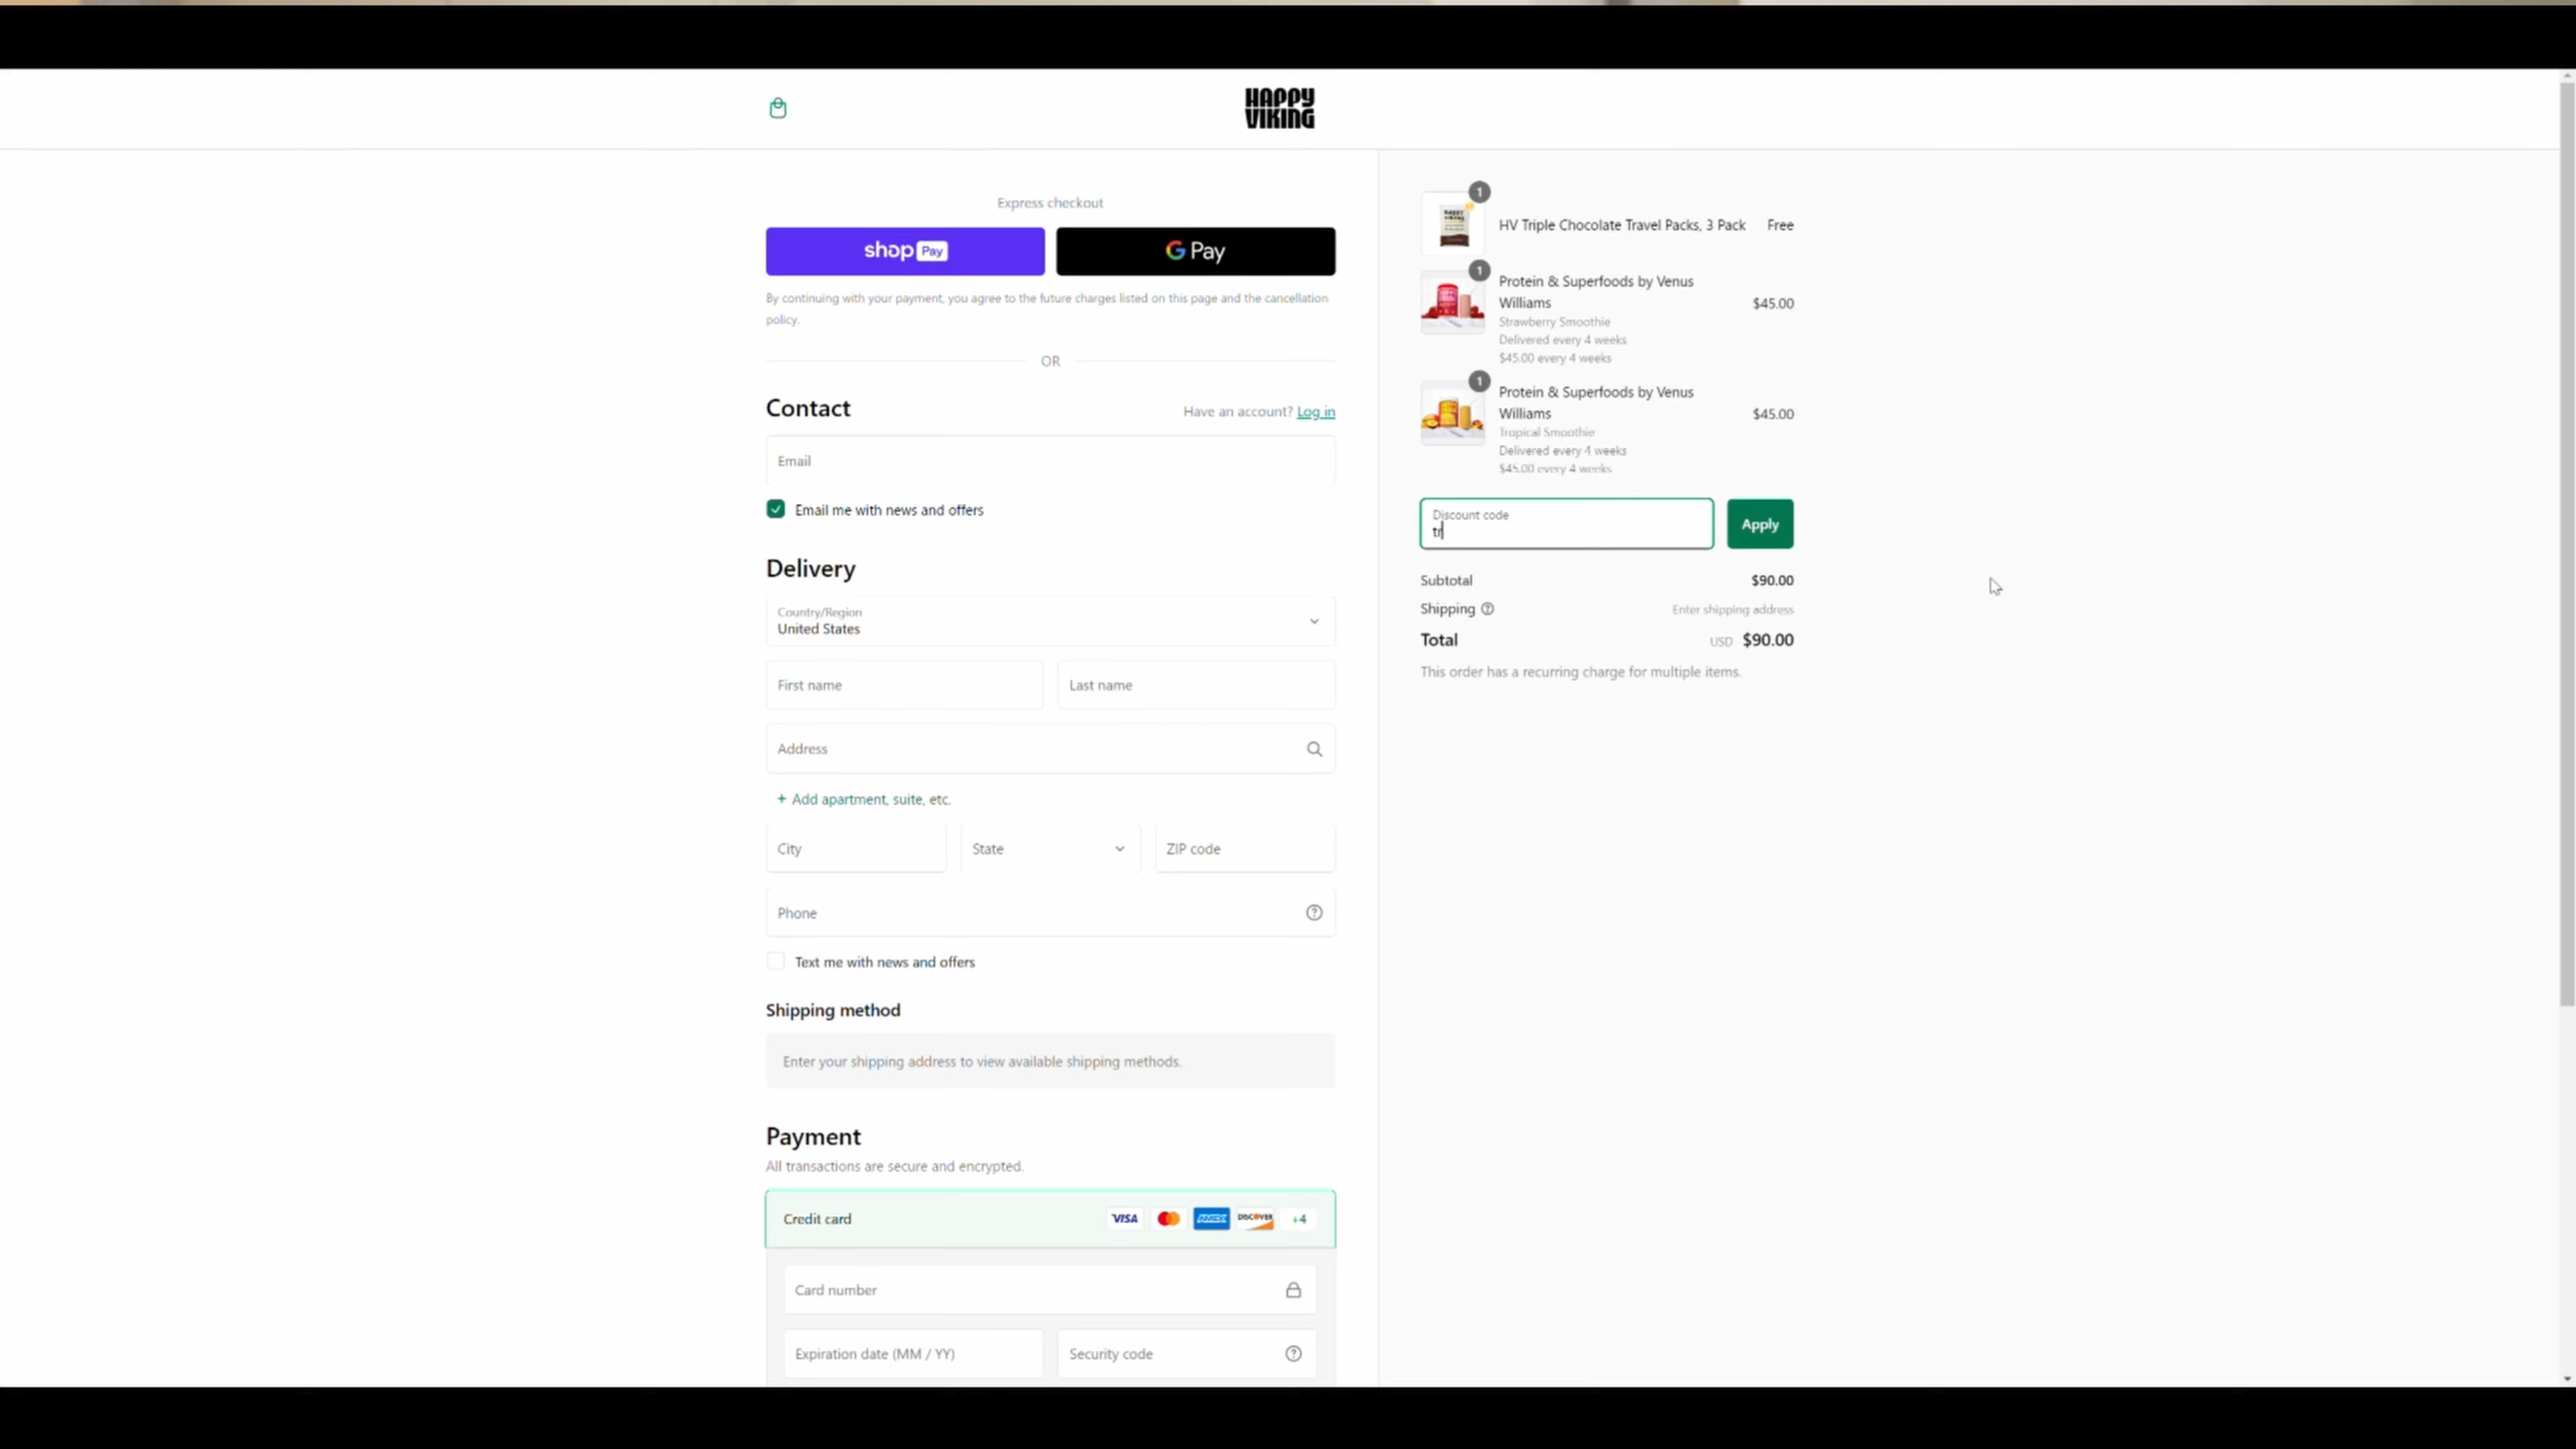 HAPPY
VIKING
Express checkout
shop Pay
G Pay
By continuing with your payment, you agree to the future charges listed on this page and the cancellation
policy.
OR
Contact
Have an account? Log in
Email
Email me with news and offers
Delivery
Country/Region
United States
First name
Last name
Address
+ Add apartment, suite, etc.
City
State
ZIP code
Phone
Text me with news and offers
Shipping method
Enter your shipping address to view available shipping methods.
Payment
All transactions are secure and encrypted.
Credit card
VISA
AMEX
DISCOVER
+4
Card number
Expiration date (MM / YY)
Security code
1
HV Triple Chocolate Travel Packs, 3 Pack
Free
1
Protein & Superfoods by Venus
Williams
$45.00
Strawberry Smoothie
Delivered every 4 weeks
$45.00 every 4 weeks
1
Protein & Superfoods by Venus
Williams
$45.00
Tropical Smoothie
Delivered every 4 weeks
$45.00 every 4 weeks
Discount code
tr
Apply
Subtotal
$90.00
Shipping
Enter shipping address
Total
USD $90.00
This order has a recurring charge for multiple items.